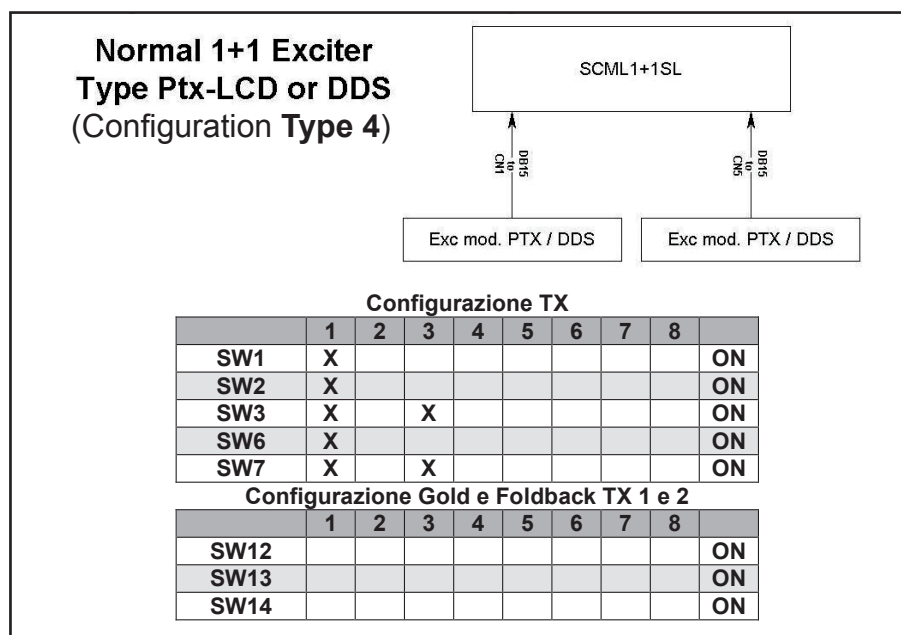 Normal 1+1 Exciter
Type Ptx-LCD or DDS
(Configuration Type 4)
SCML1+1SL
DB15
to
CN1
DB15
to
CN5
Exc mod. PTX / DDS
Exc mod. PTX / DDS
Configurazione TX
1 2 3 4 5 6 7 8
SW1 X ON
SW2 X ON
SW3 X X ON
SW6 X ON
SW7 X X ON
Configurazione Gold e Foldback TX 1 e 2
1 2 3 4 5 6 7 8
SW12 ON
SW13 ON
SW14 ON